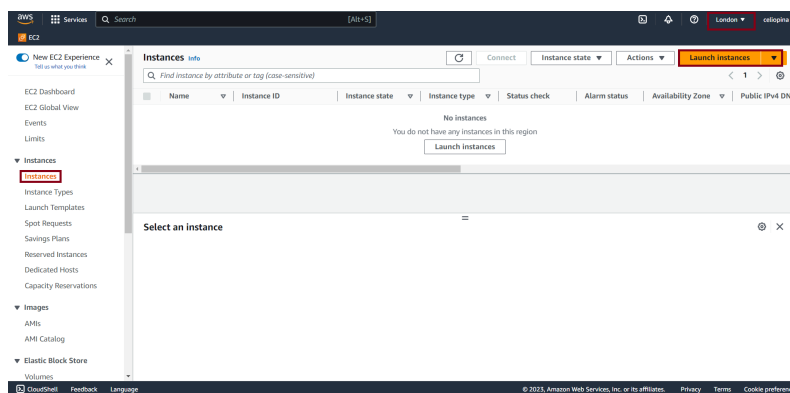 aws
Services
Search
[Alt+S]
London ▼
celiopina
EC2
New EC2 Experience
Tell us what you think
EC2 Dashboard
EC2 Global View
Events
Limits
Instances
Instances
Instance Types
Launch Templates
Spot Requests
Savings Plans
Reserved Instances
Dedicated Hosts
Capacity Reservations
Images
AMIs
AMI Catalog
Elastic Block Store
Volumes
Instances Info
Connect
Instance state ▼
Actions ▼
Launch instances ▼
Find instance by attribute or tag (case-sensitive)
< 1 >
Name
Instance ID
Instance state
Instance type
Status check
Alarm status
Availability Zone
Public IPv4 DN
No instances
You do not have any instances in this region
Launch instances
Select an instance
CloudShell
Feedback
Language
© 2023, Amazon Web Services, Inc. or its affiliates.
Privacy
Terms
Cookie preferen